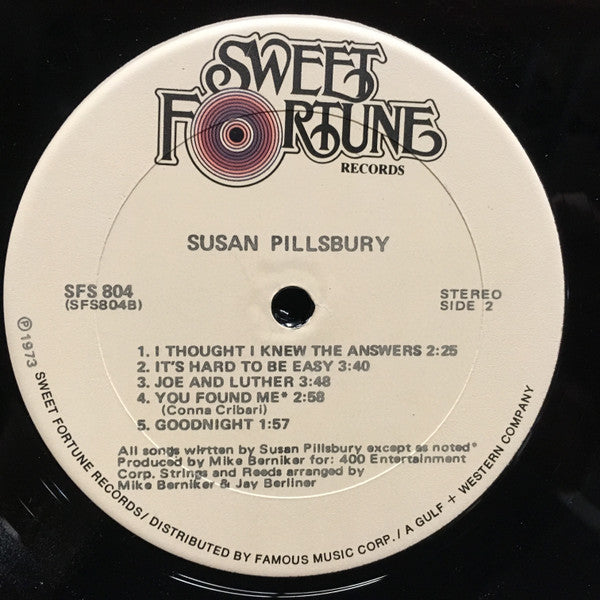 SWEET
FORTUNE
RECORDS
SUSAN PILLSBURY
SFS 804
(SFS804B)
STEREO
SIDE 2
1. I THOUGHT I KNEW THE ANSWERS 2:25
2. IT'S HARD TO BE EASY 3:40
3. JOE AND LUTHER 3:48
4. YOU FOUND ME* 2:58
(Conna Cribari)
5. GOODNIGHT 1:57
All songs written by Susan Pillsbury except as noted*
Produced by Mike Berniker for: 400 Entertainment
Corp. Strings and Reeds arranged by
Mike Berniker & Jay Berliner
℗ 1973 SWEET FORTUNE RECORDS / DISTRIBUTED BY FAMOUS MUSIC CORP. / A GULF + WESTERN COMPANY